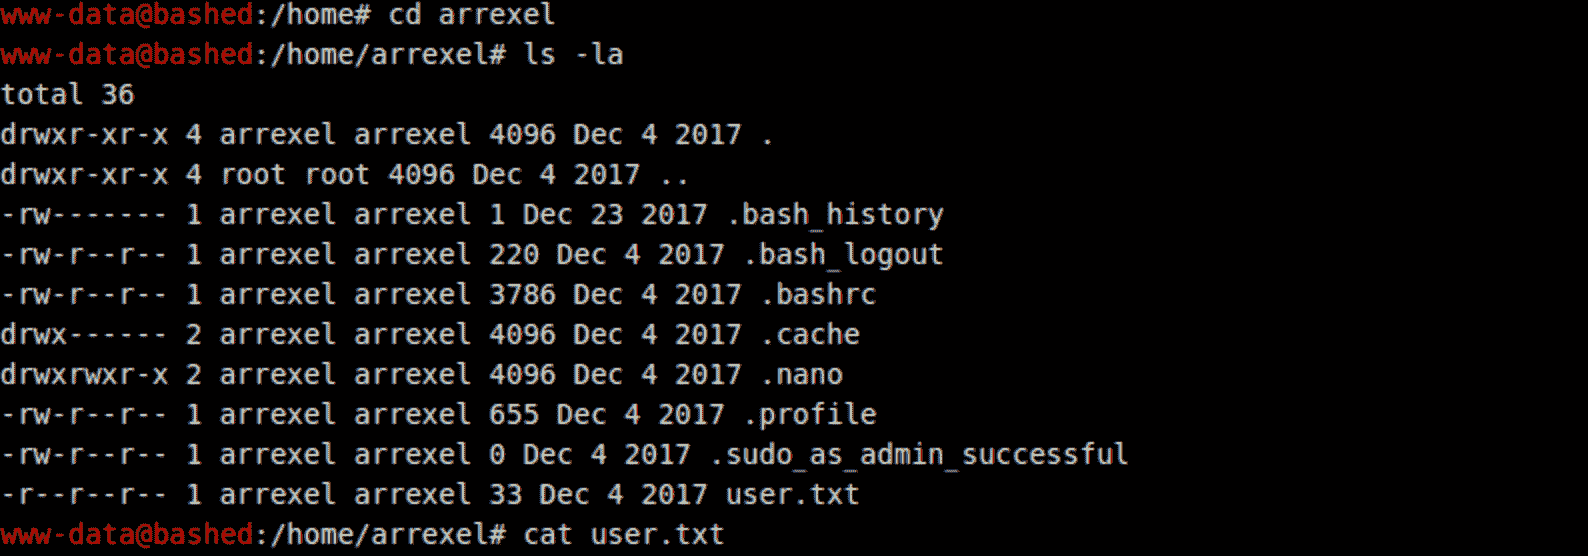 www-data@bashed:/home# cd arrexel
www-data@bashed:/home/arrexel# ls -la
total 36
drwxr-xr-x 4 arrexel arrexel 4096 Dec 4 2017 .
drwxr-xr-x 4 root root 4096 Dec 4 2017 ..
-rw------- 1 arrexel arrexel 1 Dec 23 2017 .bash_history
-rw-r--r-- 1 arrexel arrexel 220 Dec 4 2017 .bash_logout
-rw-r--r-- 1 arrexel arrexel 3786 Dec 4 2017 .bashrc
drwx------ 2 arrexel arrexel 4096 Dec 4 2017 .cache
drwxrwxr-x 2 arrexel arrexel 4096 Dec 4 2017 .nano
-rw-r--r-- 1 arrexel arrexel 655 Dec 4 2017 .profile
-rw-r--r-- 1 arrexel arrexel 0 Dec 4 2017 .sudo_as_admin_successful
-r--r--r-- 1 arrexel arrexel 33 Dec 4 2017 user.txt
www-data@bashed:/home/arrexel# cat user.txt